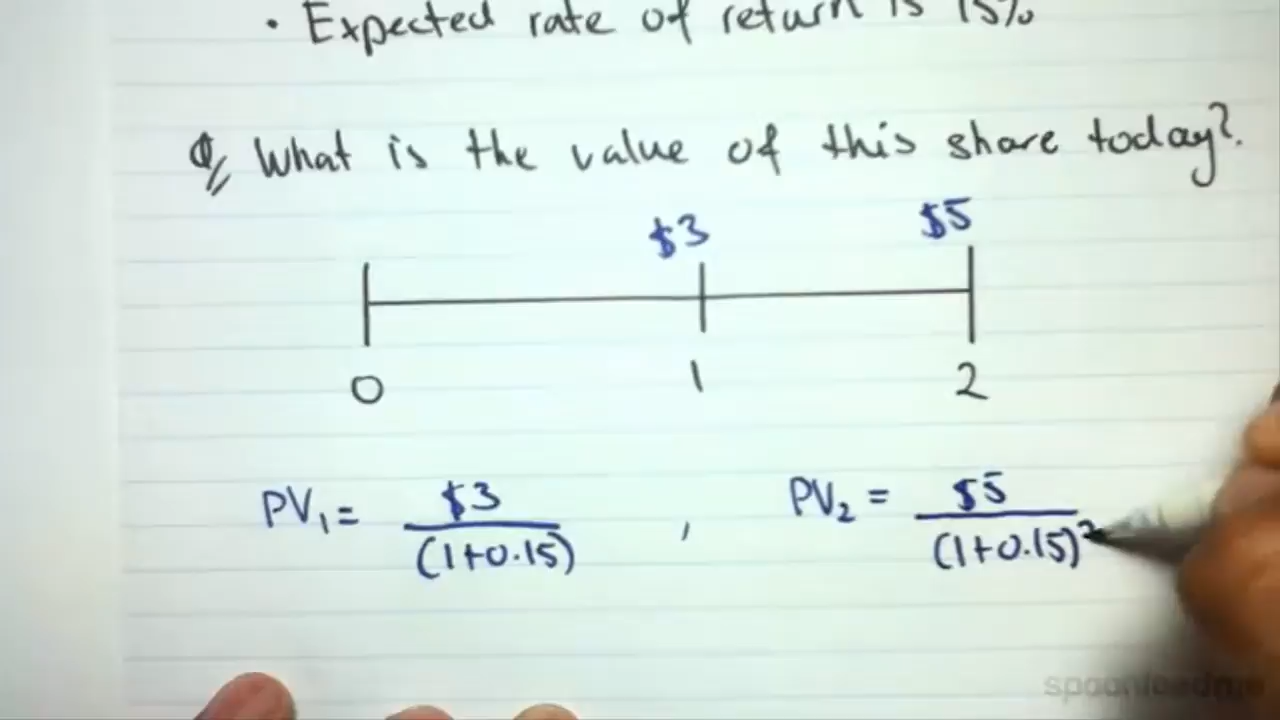 • Expected rate of return is 15%
Q, What is the value of this share today?.
$3 $5
0 1 2
PV₁ = $3 / (1+0.15) , PV₂ = $5 / (1+0.15)²